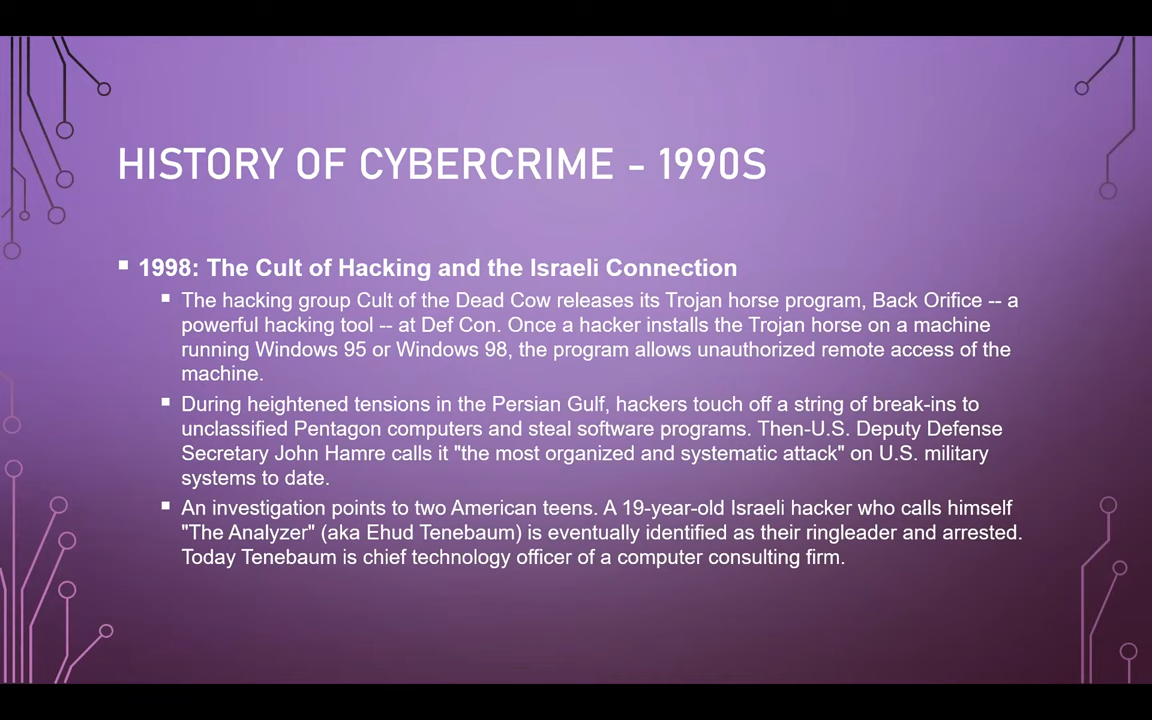 HISTORY OF CYBERCRIME - 1990S
1998: The Cult of Hacking and the Israeli Connection
The hacking group Cult of the Dead Cow releases its Trojan horse program, Back Orifice -- a
powerful hacking tool -- at Def Con. Once a hacker installs the Trojan horse on a machine
running Windows 95 or Windows 98, the program allows unauthorized remote access of the
machine.
During heightened tensions in the Persian Gulf, hackers touch off a string of break-ins to
unclassified Pentagon computers and steal software programs. Then-U.S. Deputy Defense
Secretary John Hamre calls it "the most organized and systematic attack" on U.S. military
systems to date.
An investigation points to two American teens. A 19-year-old Israeli hacker who calls himself
"The Analyzer" (aka Ehud Tenebaum) is eventually identified as their ringleader and arrested.
Today Tenebaum is chief technology officer of a computer consulting firm.